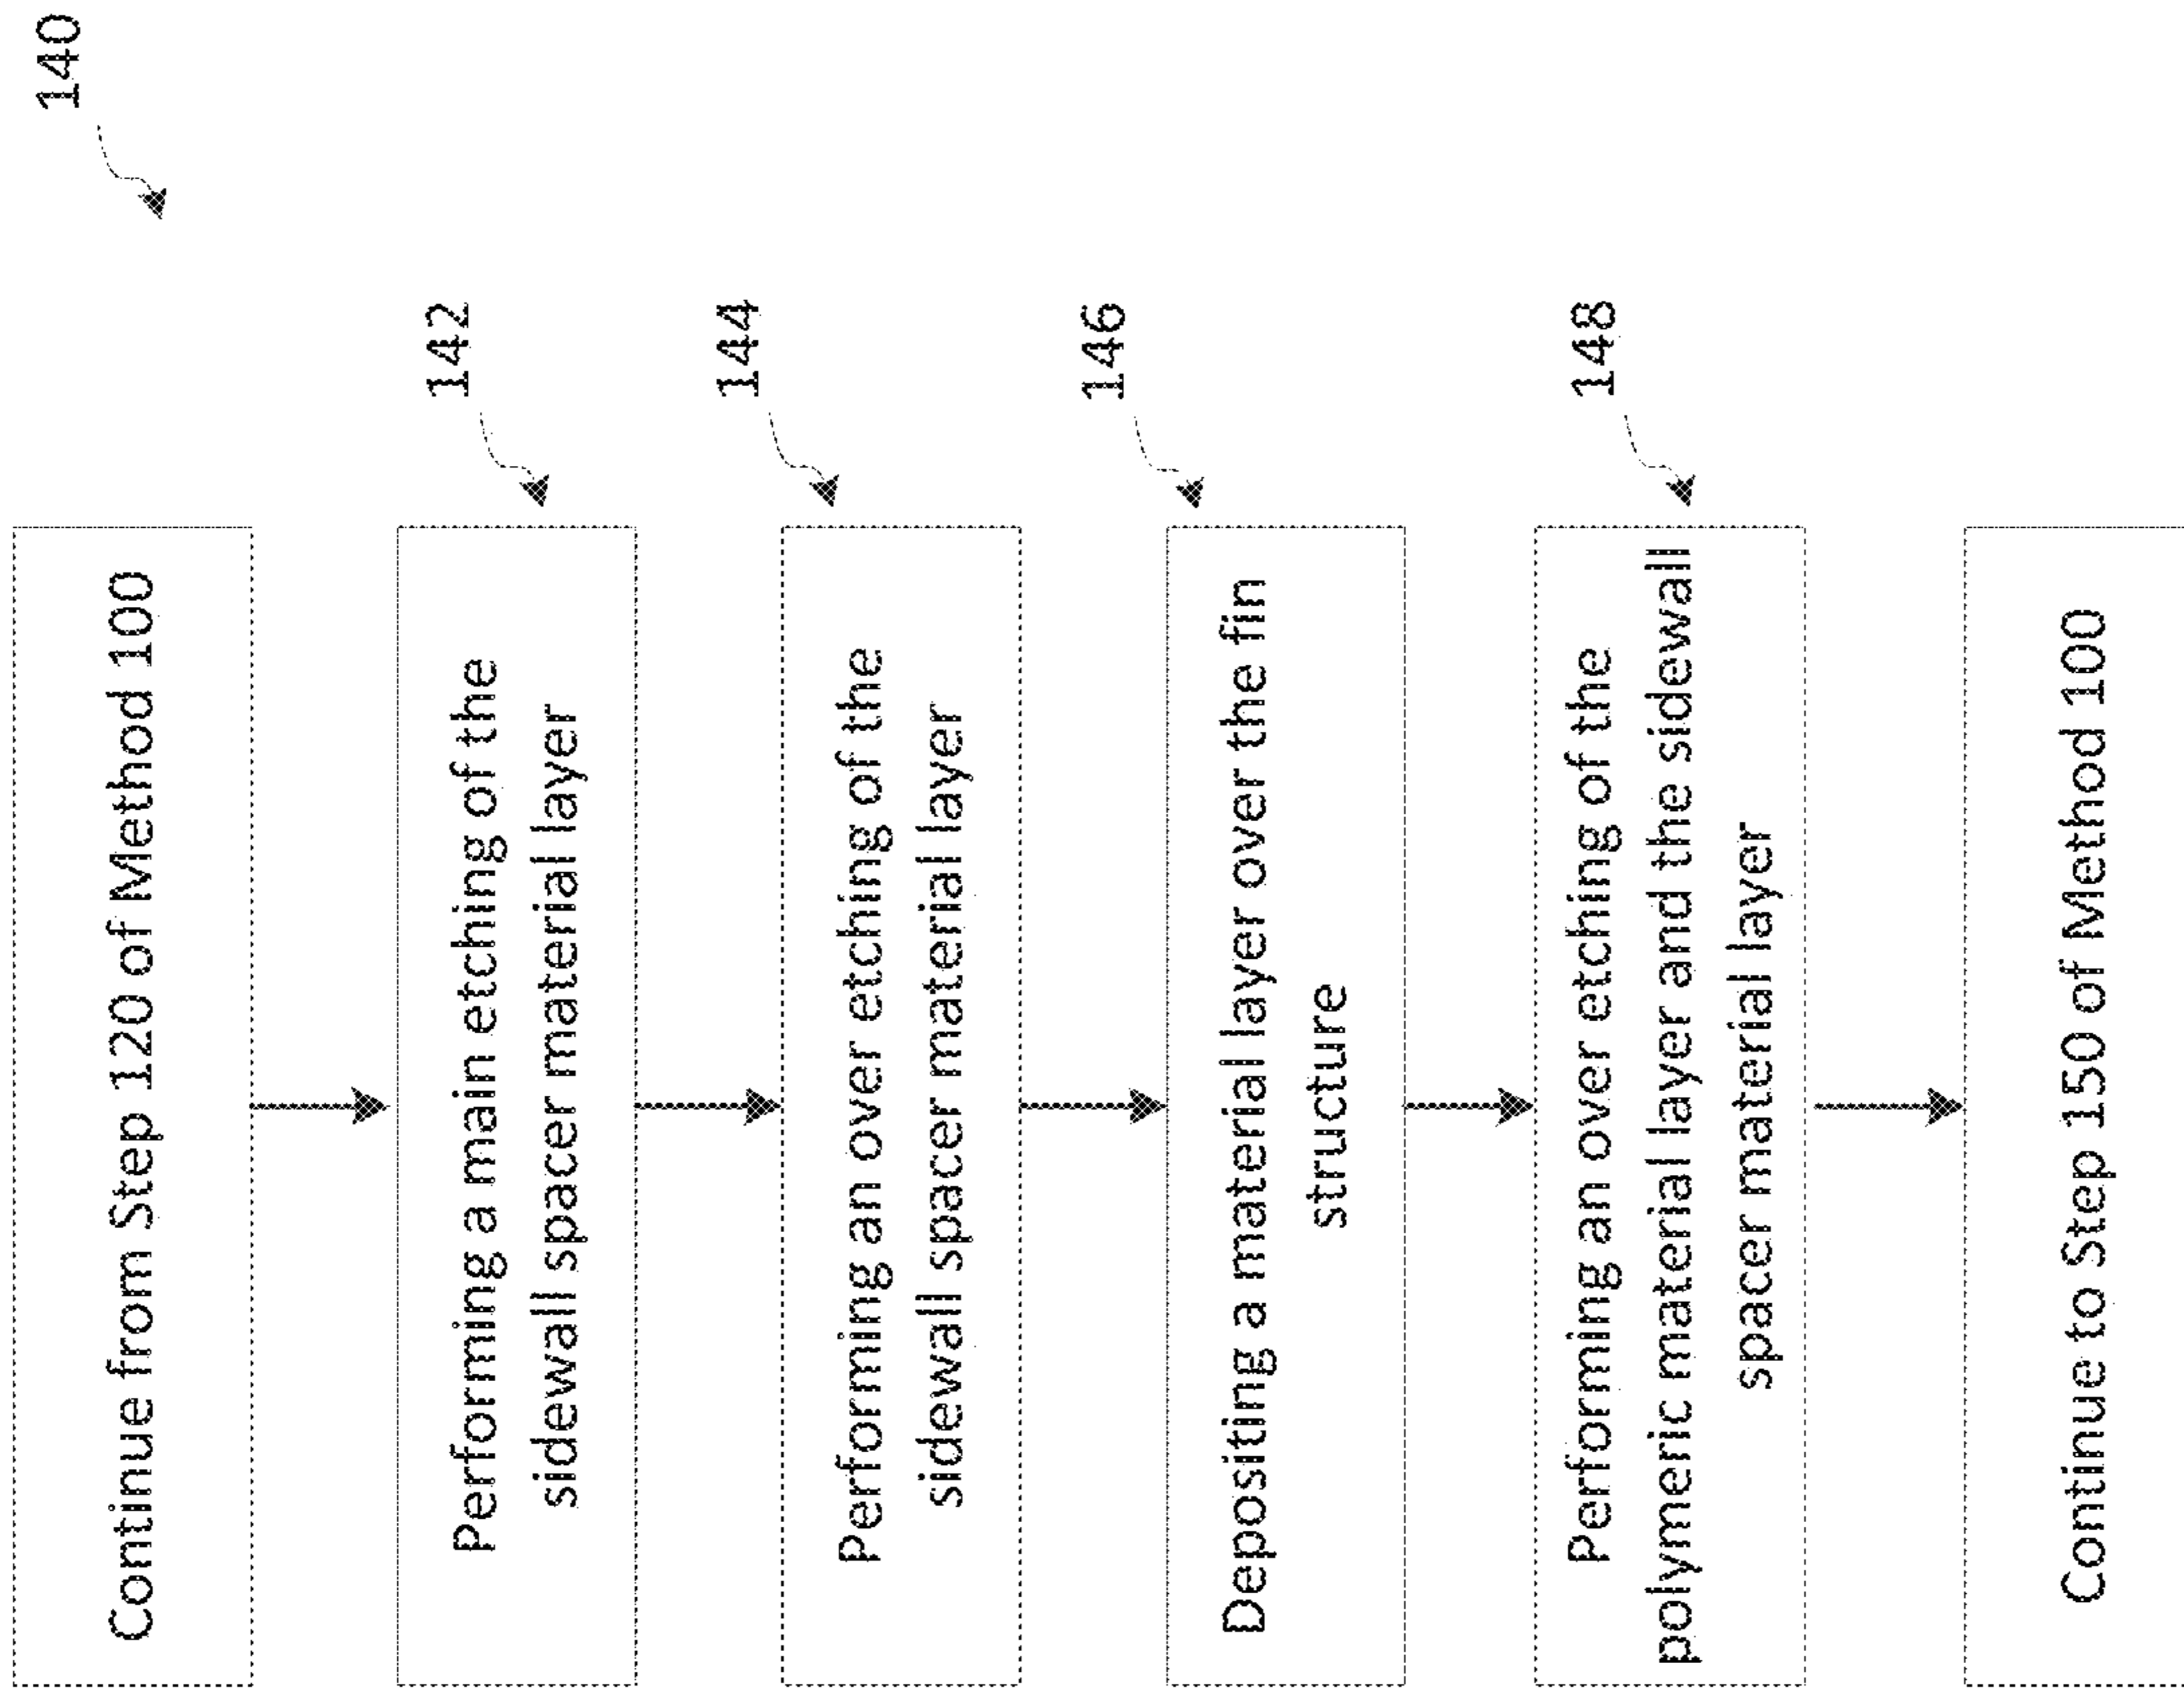 140
Continue from Step 120 of Method 100
142
Performing a main etching of the
sidewall spacer material layer
144
Performing an over etching of the
sidewall spacer material layer
146
Depositing a material layer over the fin
structure
148
Performing an over etching of the
polymeric material layer and the sidewall
spacer material layer
Continue to Step 150 of Method 100